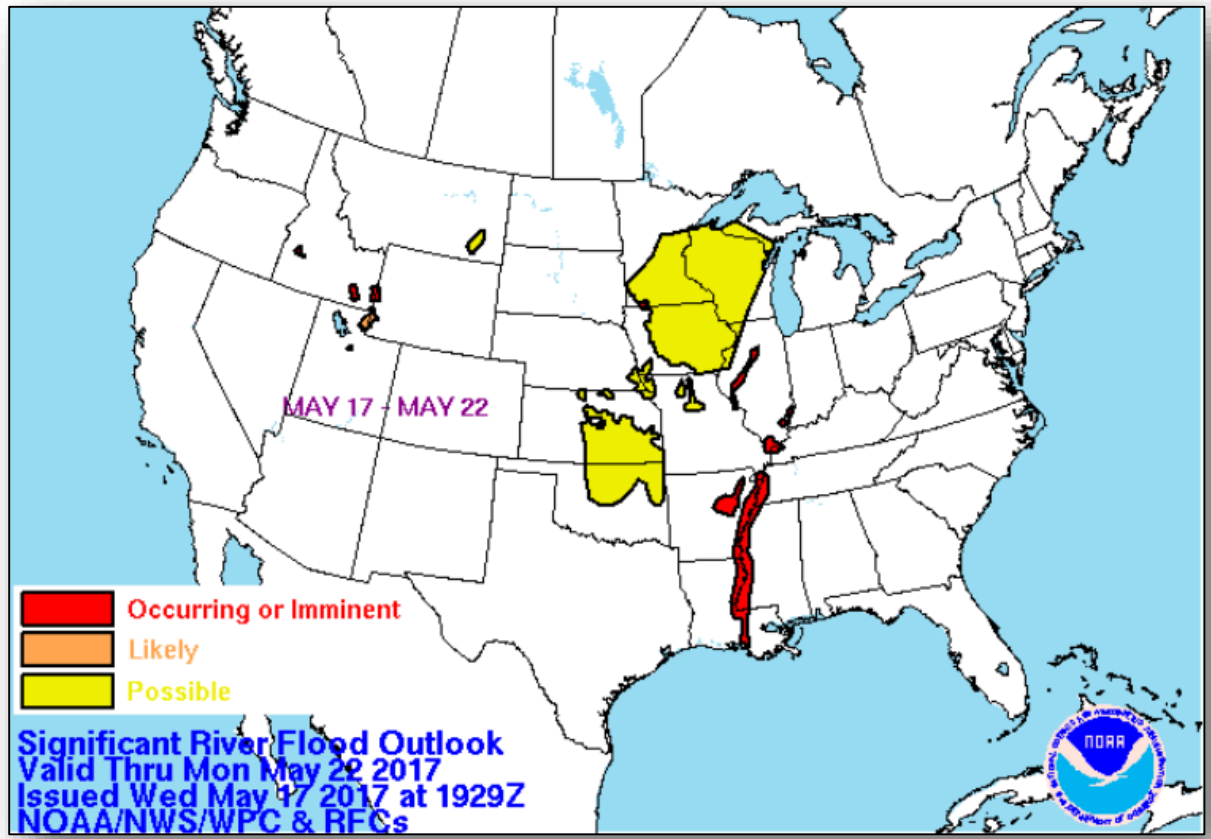 MAY 17 - MAY 22
Occurring or Imminent
Likely
Possible
Significant River Flood Outlook
Valid Thru Mon May 22 2017
Issued Wed May 17 2017 at 1929Z
NOAA/NWS/WPC & RFCs
NOAA